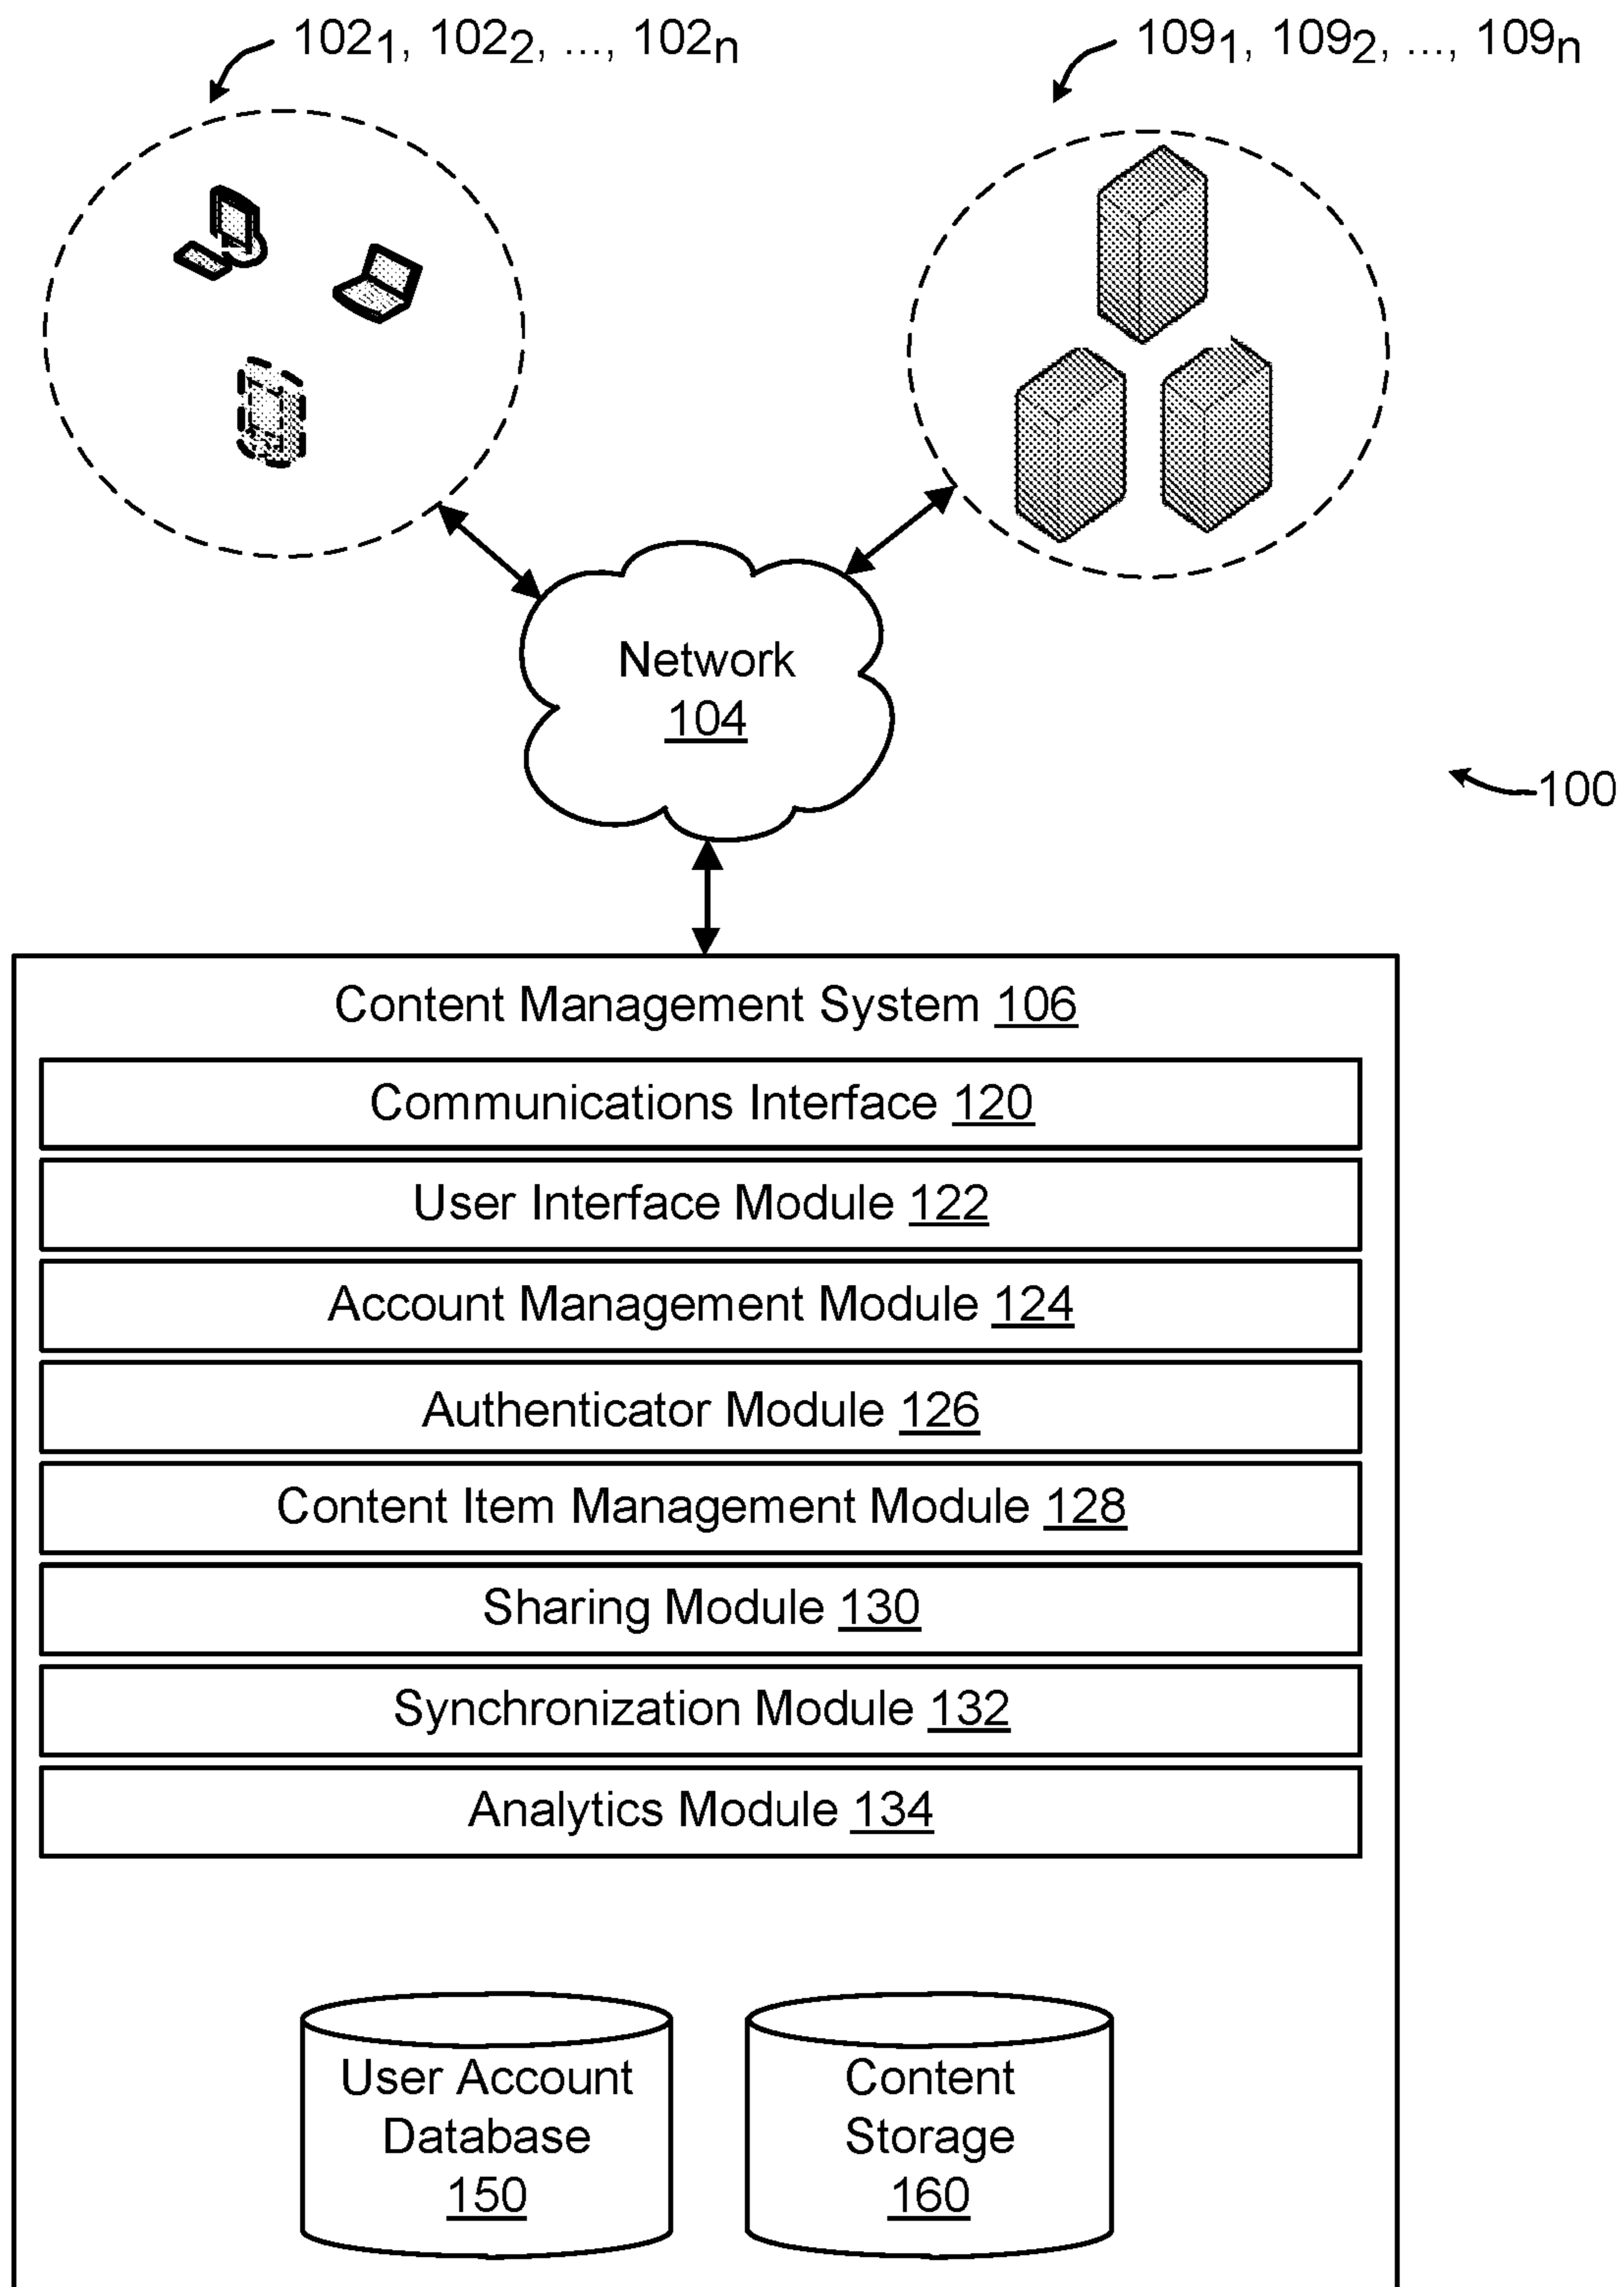 102₁, 102₂, ..., 102ₙ
109₁, 109₂, ..., 109ₙ
Network
104
100
Content Management System 106
Communications Interface 120
User Interface Module 122
Account Management Module 124
Authenticator Module 126
Content Item Management Module 128
Sharing Module 130
Synchronization Module 132
Analytics Module 134
User Account
Database
150
Content
Storage
160